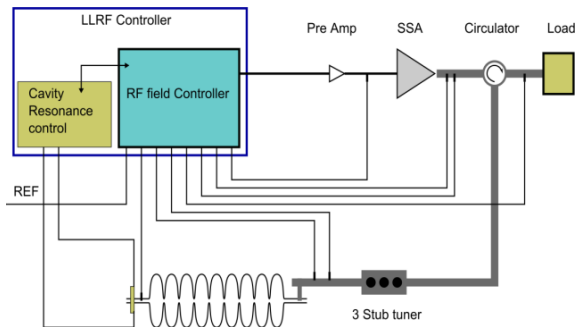 LLRF Controller
Pre Amp
SSA
Circulator
Load
Cavity
Resonance
control
RF field Controller
REF
3 Stub tuner